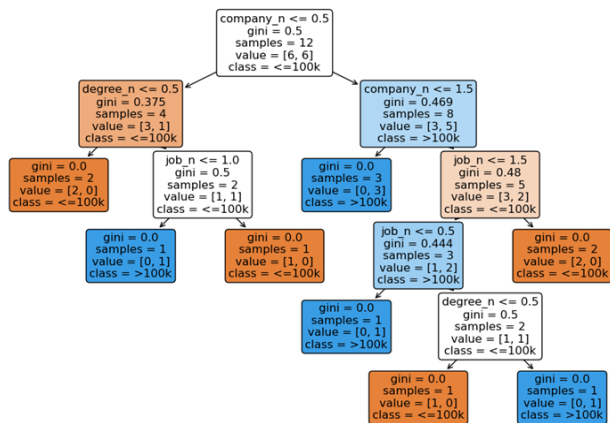 company_n <= 0.5
gini = 0.5
samples = 12
value = [6, 6]
class = <=100k
degree_n <= 0.5
gini = 0.375
samples = 4
value = [3, 1]
class = <=100k
company_n <= 1.5
gini = 0.469
samples = 8
value = [3, 5]
class = >100k
gini = 0.0
samples = 2
value = [2, 0]
class = <=100k
job_n <= 1.0
gini = 0.5
samples = 2
value = [1, 1]
class = <=100k
gini = 0.0
samples = 3
value = [0, 3]
class = >100k
job_n <= 1.5
gini = 0.48
samples = 5
value = [3, 2]
class = <=100k
gini = 0.0
samples = 1
value = [0, 1]
class = >100k
gini = 0.0
samples = 1
value = [1, 0]
class = <=100k
job_n <= 0.5
gini = 0.444
samples = 3
value = [1, 2]
class = >100k
gini = 0.0
samples = 2
value = [2, 0]
class = <=100k
gini = 0.0
samples = 1
value = [0, 1]
class = >100k
degree_n <= 0.5
gini = 0.5
samples = 2
value = [1, 1]
class = <=100k
gini = 0.0
samples = 1
value = [1, 0]
class = <=100k
gini = 0.0
samples = 1
value = [0, 1]
class = >100k